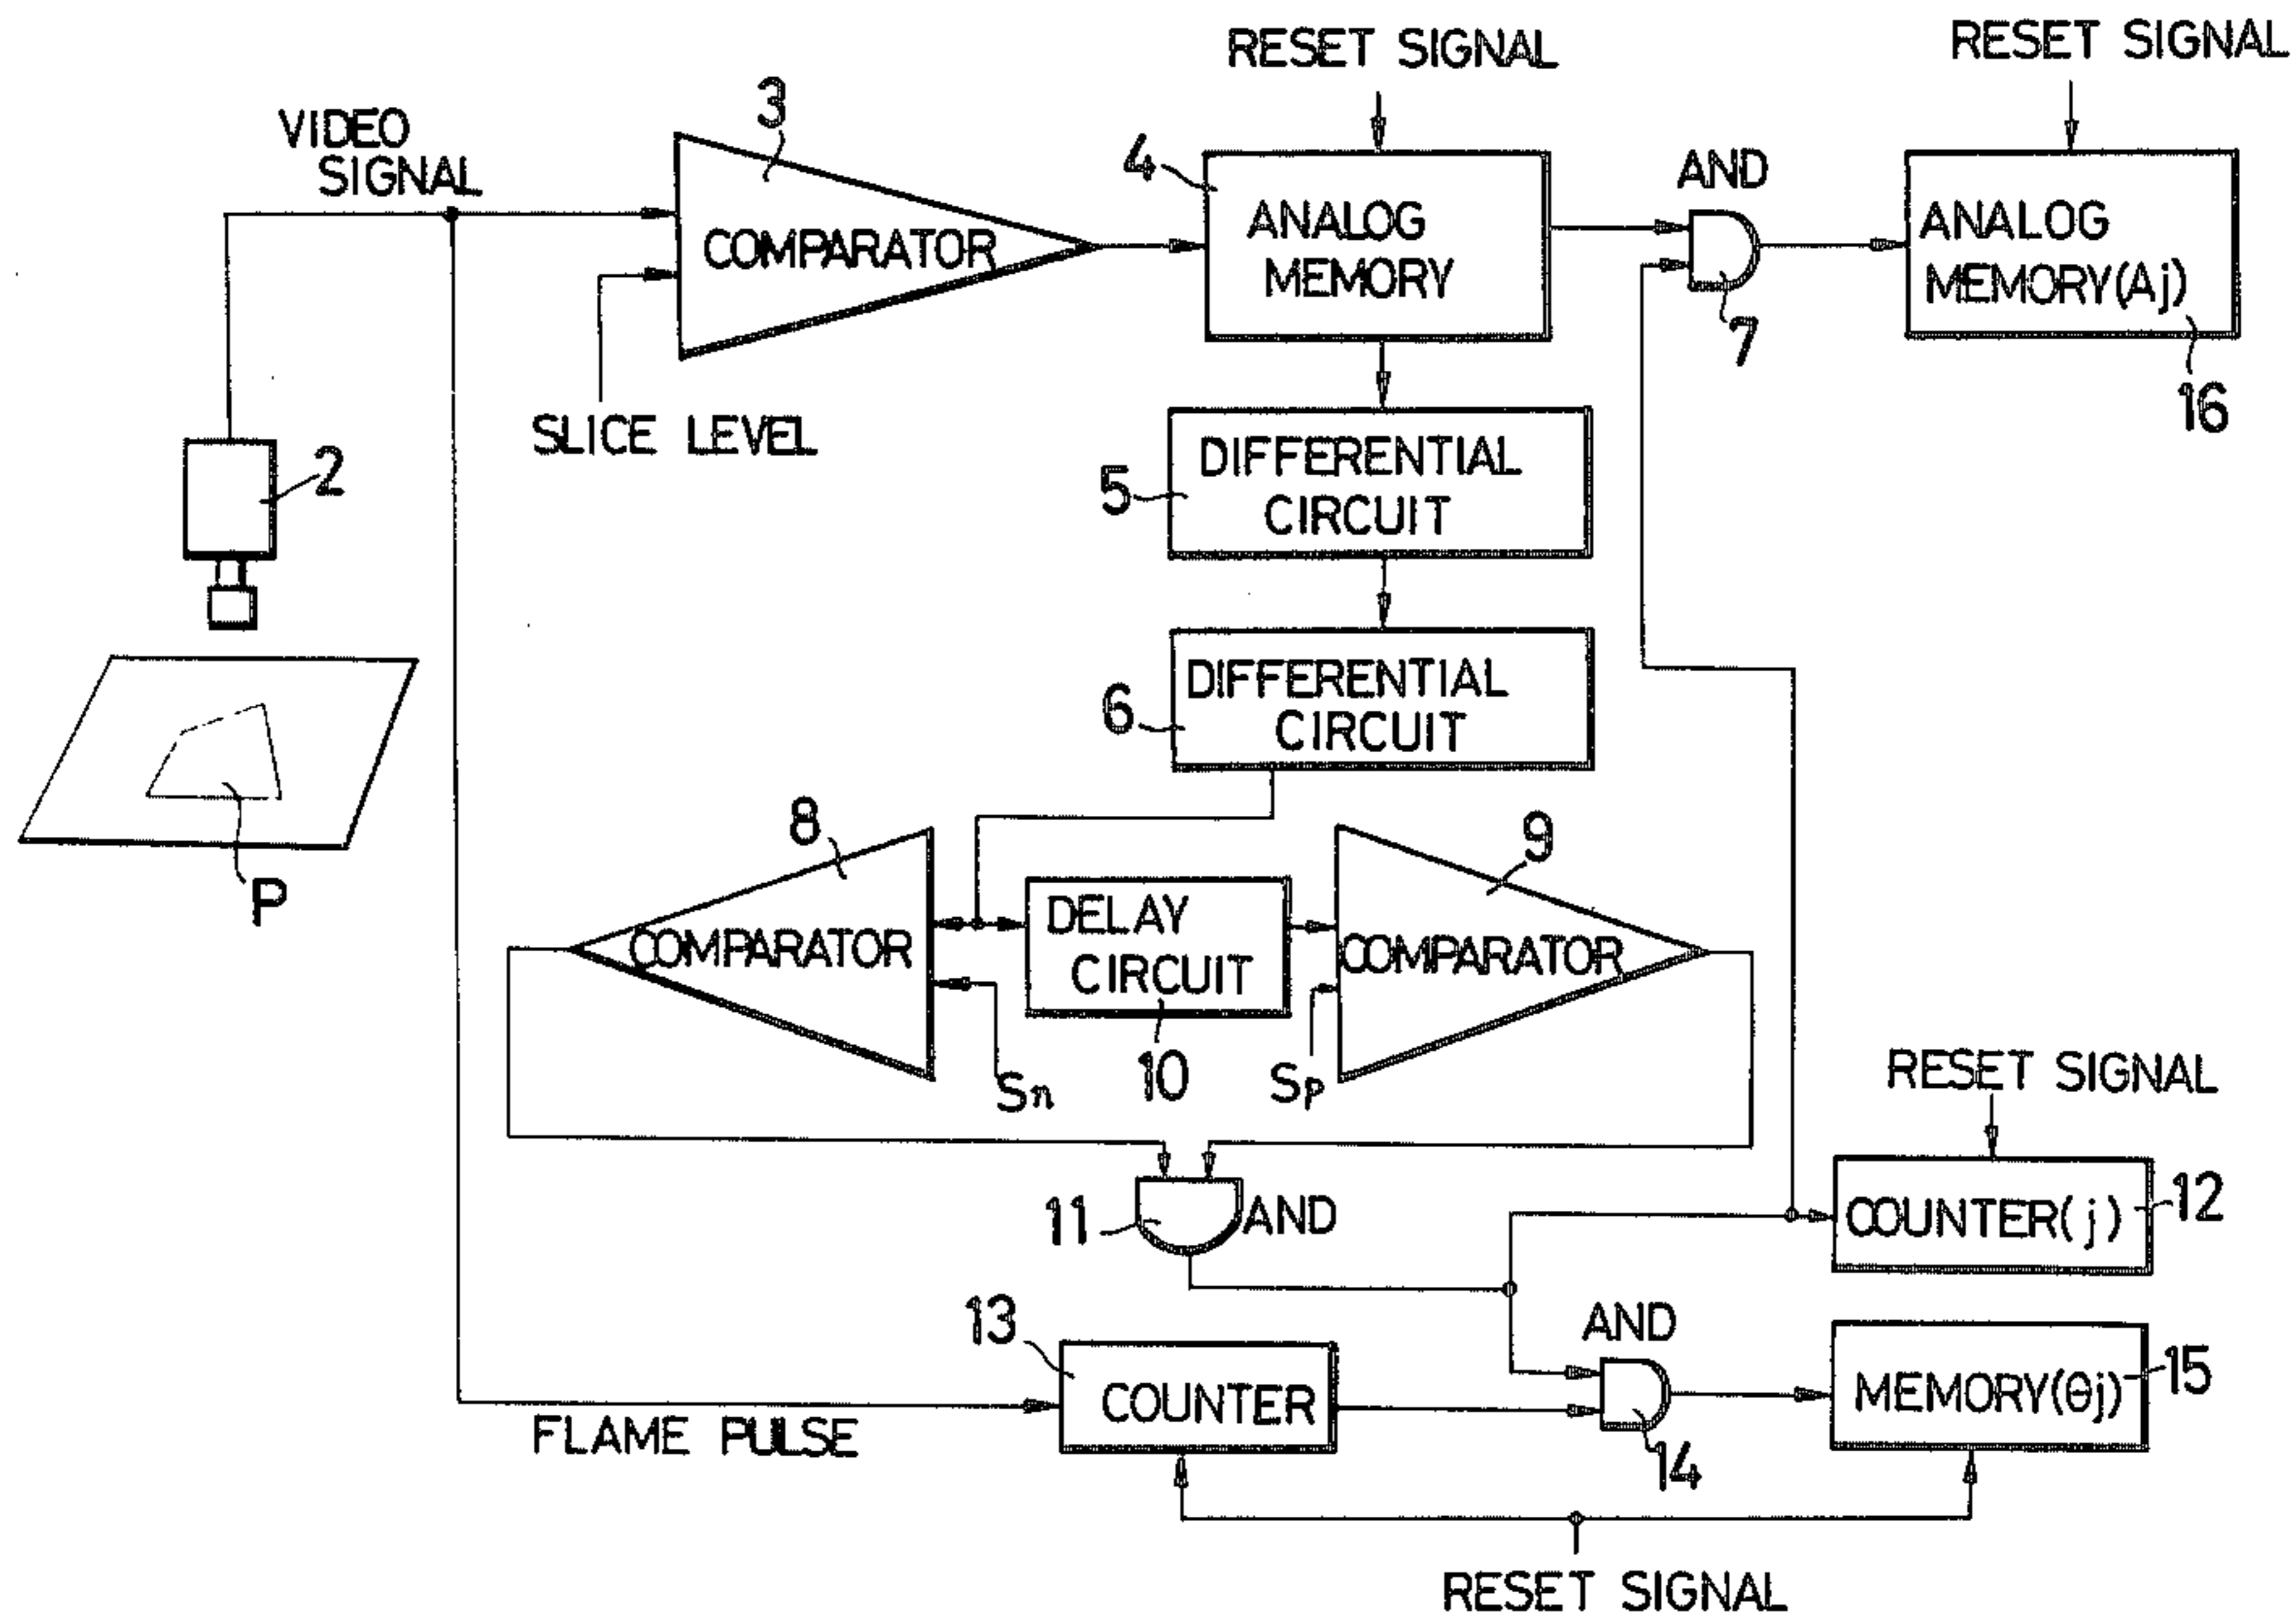 RESET SIGNAL
RESET SIGNAL
VIDEO
SIGNAL
3
4
AND
COMPARATOR
ANALOG
MEMORY
7
ANALOG
MEMORY(Aj)
16
SLICE LEVEL
2
5
DIFFERENTIAL
CIRCUIT
6
DIFFERENTIAL
CIRCUIT
P
8
9
COMPARATOR
DELAY
CIRCUIT
COMPARATOR
10
Sn
Sp
RESET SIGNAL
11
AND
COUNTER(j)
12
13
COUNTER
AND
14
MEMORY(θj)
15
FLAME PULSE
RESET SIGNAL